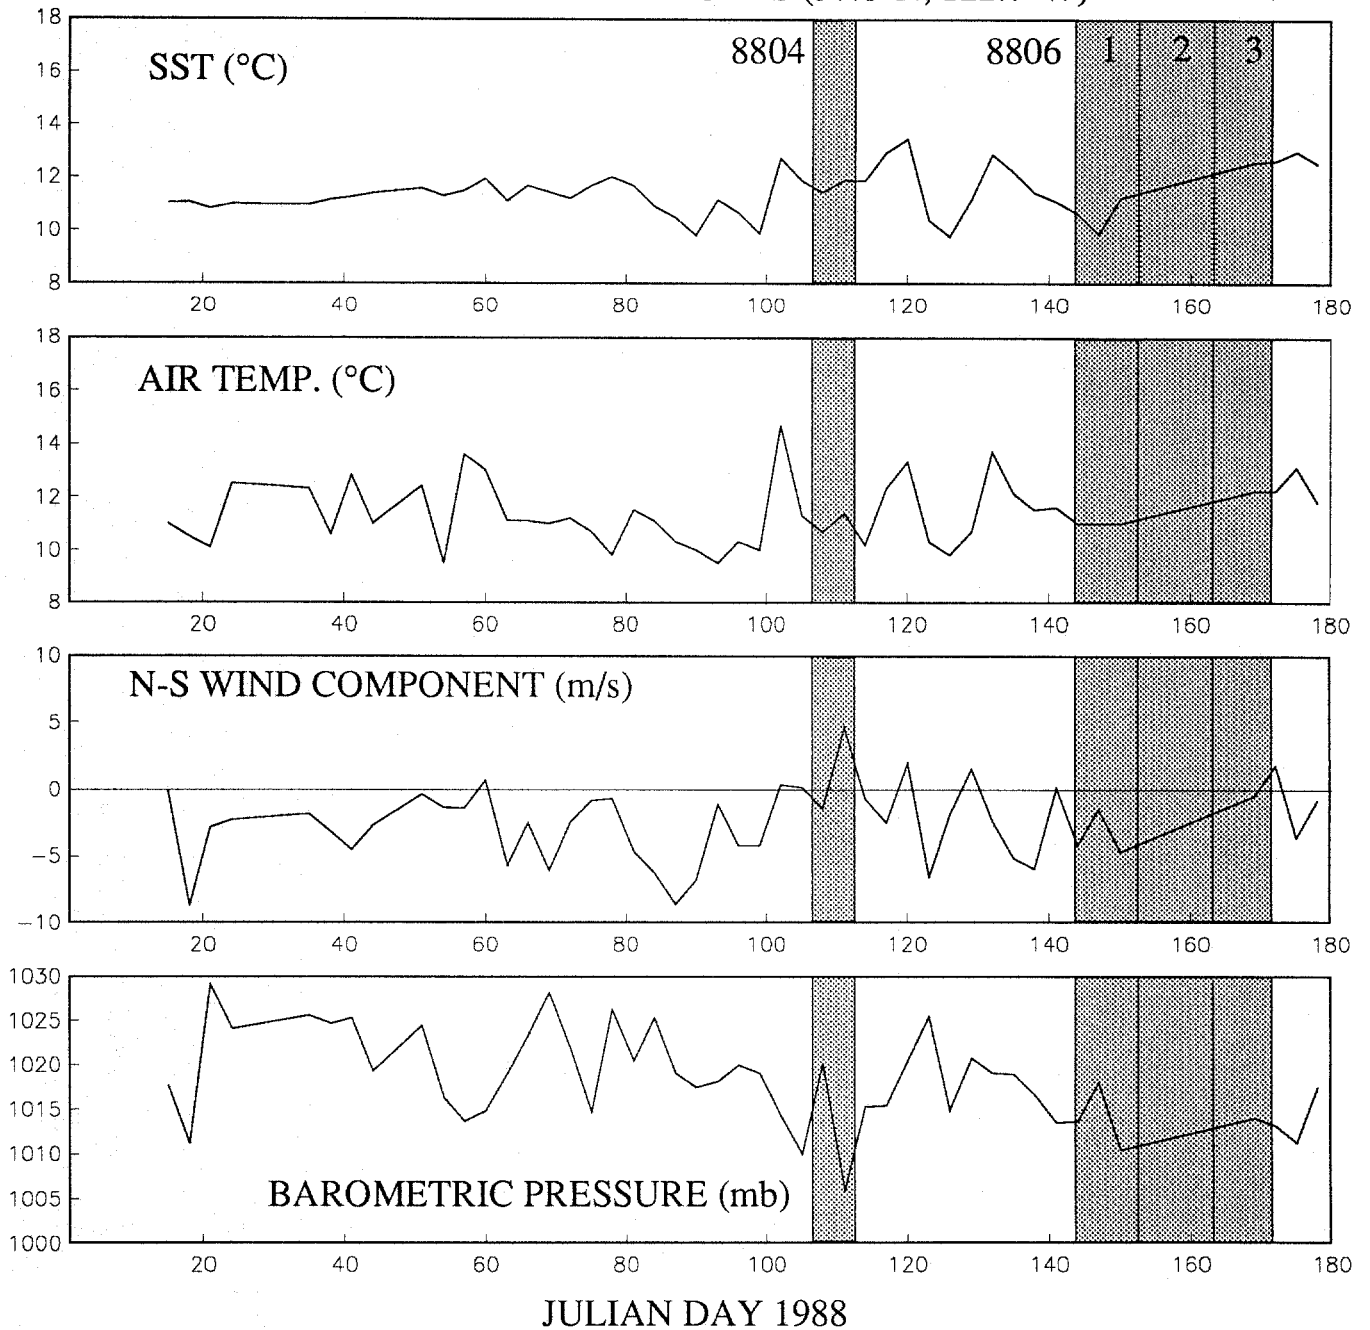 SST (°C) 8804 8806 1 2 3
18
16
14
12
10
8
20 40 60 80 100 120 140 160 180
AIR TEMP. (°C)
18
16
14
12
10
8
20 40 60 80 100 120 140 160 180
N-S WIND COMPONENT (m/s)
10
5
0
−5
−10
20 40 60 80 100 120 140 160 180
1030
1025
1020
1015
1010
1005
1000
BAROMETRIC PRESSURE (mb)
20 40 60 80 100 120 140 160 180
JULIAN DAY 1988